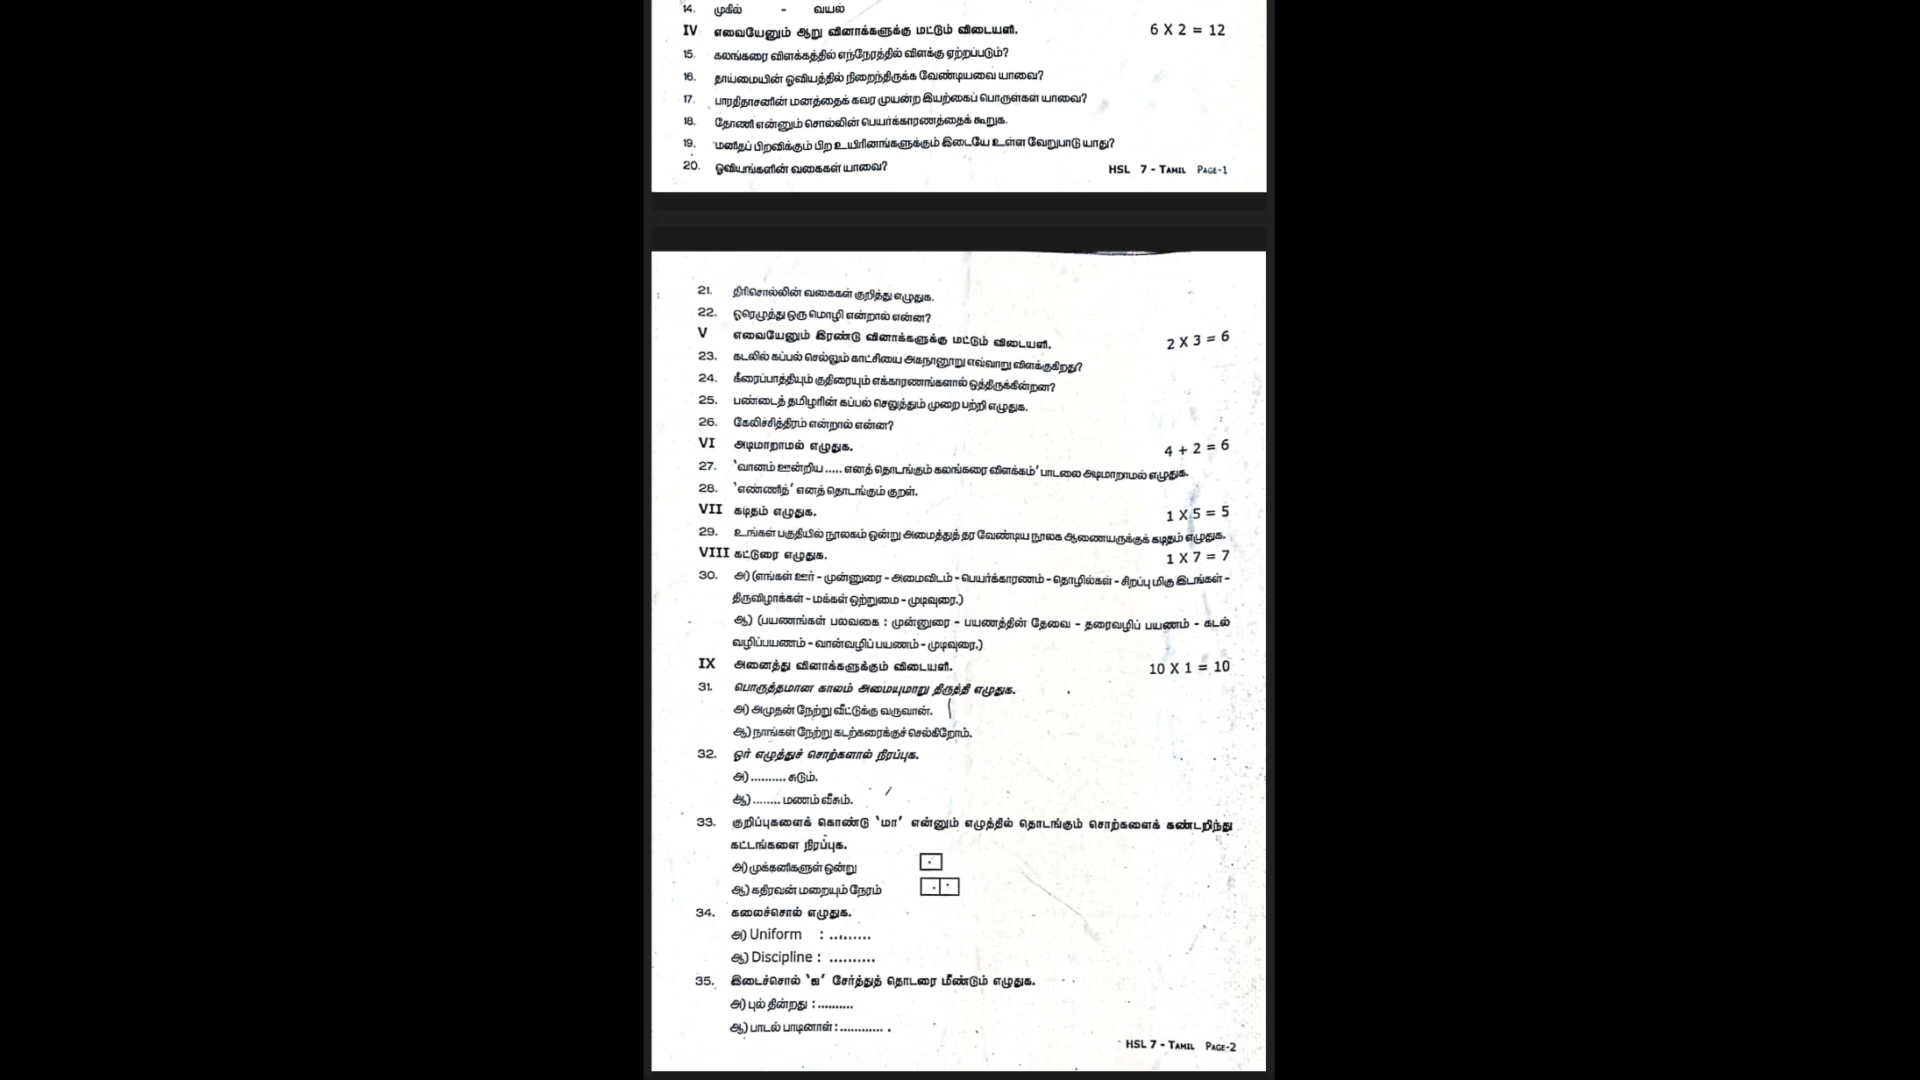 14. முகில் - வயல்
IV எவையேனும் ஆறு வினாக்களுக்கு மட்டும் விடையளி. 6 X 2 = 12
15. கலங்கரை விளக்கத்தில் எந்நேரத்தில் விளக்கு ஏற்றப்படும்?
16. தாய்மையின் ஓவியத்தில் நிறைந்திருக்க வேண்டியவை யாவை?
17. பாரதிதாசனின் மனத்தைக் கவர முயன்ற இயற்கைப் பொருள்கள் யாவை?
18. தோணி என்னும் சொல்லின் பெயர்க்காரணத்தைக் கூறுக.
19. மனிதப் பிறவிக்கும் பிற உயிரினங்களுக்கும் இடையே உள்ள வேறுபாடு யாது?
20. ஓவியங்களின் வகைகள் யாவை?
HSL 7 - TAMIL PAGE-1
21. திரிசொல்லின் வகைகள் குறித்து எழுதுக.
22. ஓரெழுத்து ஒரு மொழி என்றால் என்ன?
V எவையேனும் இரண்டு வினாக்களுக்கு மட்டும் விடையளி. 2 X 3 = 6
23. கடலில் கப்பல் செல்லும் காட்சியை அகநானூறு எவ்வாறு விளக்குகிறது?
24. கீரைப்பாத்தியும் குதிரையும் எக்காரணங்களால் ஒத்திருக்கின்றன?
25. பண்டைத் தமிழரின் கப்பல் செலுத்தும் முறை பற்றி எழுதுக.
26. கேலிச்சித்திரம் என்றால் என்ன?
VI அடிமாறாமல் எழுதுக. 4 + 2 = 6
27. 'வானம் ஊன்றிய ..... எனத் தொடங்கும் கலங்கரை விளக்கம்' பாடலை அடிமாறாமல் எழுதுக.
28. 'எண்ணித்' எனத் தொடங்கும் குறள்.
VII கடிதம் எழுதுக. 1 X 5 = 5
29. உங்கள் பகுதியில் நூலகம் ஒன்று அமைத்துத் தர வேண்டிய நூலக ஆணையருக்குக் கடிதம் எழுதுக.
VIII கட்டுரை எழுதுக. 1 X 7 = 7
30. அ) (எங்கள் ஊர் - முன்னுரை - அமைவிடம் - பெயர்க்காரணம் - தொழில்கள் - சிறப்பு மிகு இடங்கள் -
திருவிழாக்கள் - மக்கள் ஒற்றுமை - முடிவுரை.)
ஆ) (பயணங்கள் பலவகை : முன்னுரை - பயணத்தின் தேவை - தரைவழிப் பயணம் - கடல்
வழிப்பயணம் - வான்வழிப் பயணம் - முடிவுரை.)
IX அனைத்து வினாக்களுக்கும் விடையளி. 10 X 1 = 10
31. பொருத்தமான காலம் அமையுமாறு திருத்தி எழுதுக.
அ) அமுதன் நேற்று வீட்டுக்கு வருவான்.
ஆ) நாங்கள் நேற்று கடற்கரைக்குச் செல்கிறோம்.
32. ஓர் எழுத்துச் சொற்களால் நிரப்புக.
அ) .......... சுடும்.
ஆ) ........ மணம் வீசும்.
33. குறிப்புகளைக் கொண்டு 'மா' என்னும் எழுத்தில் தொடங்கும் சொற்களைக் கண்டறிந்து
கட்டங்களை நிரப்புக.
அ) முக்கனிகளுள் ஒன்று
ஆ) கதிரவன் மறையும் நேரம்
34. கலைச்சொல் எழுதுக.
அ) Uniform : .........
ஆ) Discipline : ..........
35. இடைச்சொல் 'ஐ' சேர்த்துத் தொடரை மீண்டும் எழுதுக.
அ) புல் தின்றது : ..........
ஆ) பாடல் பாடினாள் : ............ .
HSL 7 - TAMIL PAGE-2